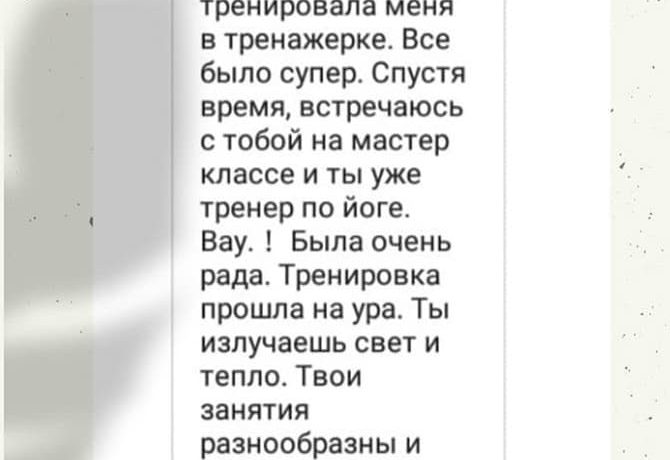 тренировала меня
в тренажерке. Все
было супер. Спустя
время, встречаюсь
с тобой на мастер
классе и ты уже
тренер по йоге.
Вау. ! Была очень
рада. Тренировка
прошла на ура. Ты
излучаешь свет и
тепло. Твои
занятия
разнообразны и